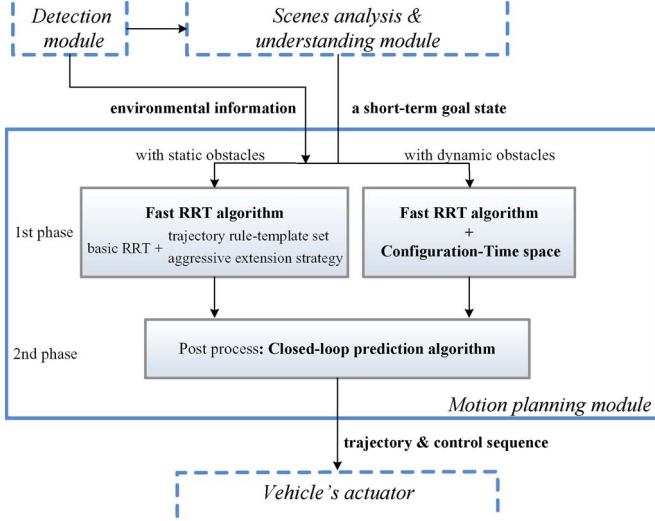 Detection
module
Scenes analysis &
understanding module
environmental information
a short-term goal state
with static obstacles
with dynamic obstacles
1st phase
Fast RRT algorithm
basic RRT +
trajectory rule-template set
aggressive extension strategy
Fast RRT algorithm
+
Configuration-Time space
2nd phase
Post process: Closed-loop prediction algorithm
Motion planning module
trajectory & control sequence
Vehicle's actuator